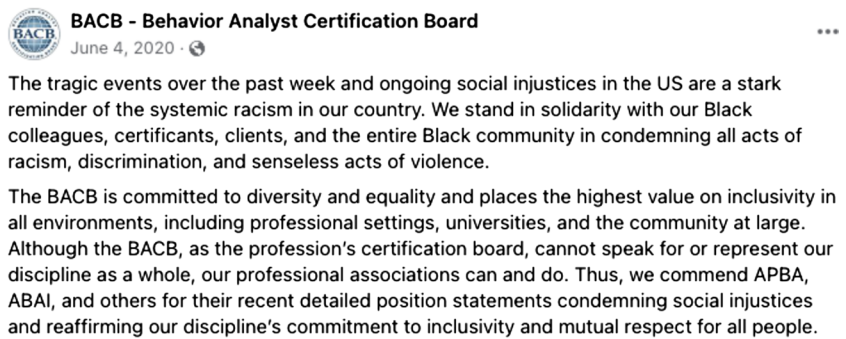 BACB - Behavior Analyst Certification Board
June 4, 2020 ·
The tragic events over the past week and ongoing social injustices in the US are a stark
reminder of the systemic racism in our country. We stand in solidarity with our Black
colleagues, certificants, clients, and the entire Black community in condemning all acts of
racism, discrimination, and senseless acts of violence.
The BACB is committed to diversity and equality and places the highest value on inclusivity in
all environments, including professional settings, universities, and the community at large.
Although the BACB, as the profession's certification board, cannot speak for or represent our
discipline as a whole, our professional associations can and do. Thus, we commend APBA,
ABAI, and others for their recent detailed position statements condemning social injustices
and reaffirming our discipline's commitment to inclusivity and mutual respect for all people.
BACB